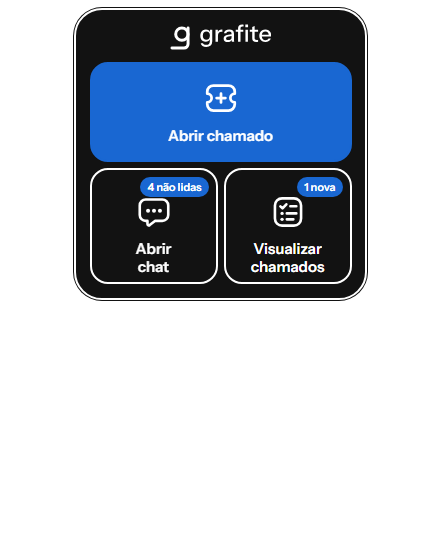 grafite
Abrir chamado
4 não lidas
Abrir
chat
1 nova
Visualizar
chamados